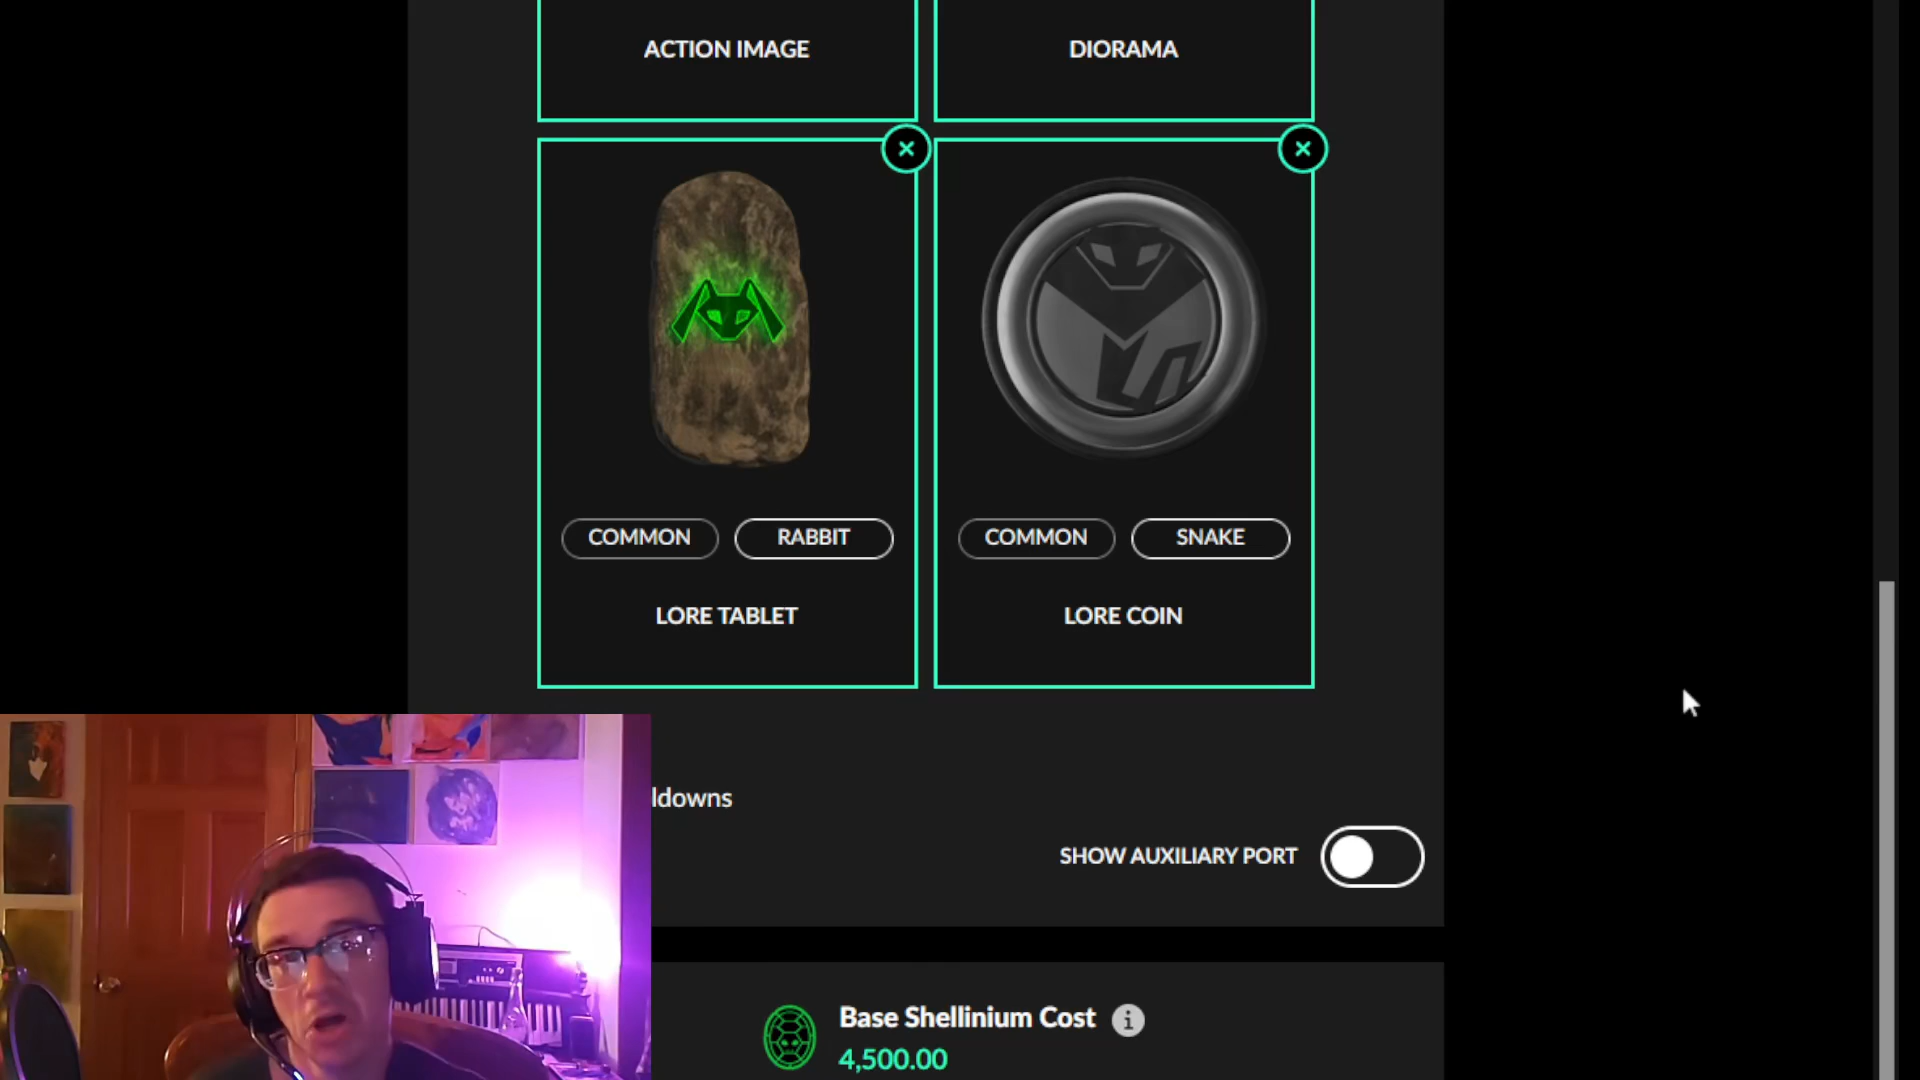 ACTION IMAGE
DIORAMA
COMMON
RABBIT
LORE TABLET
COMMON
SNAKE
LORE COIN
ldowns
SHOW AUXILIARY PORT
Base Shellinium Cost
4,500.00